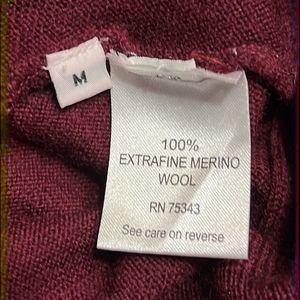 M
100%
EXTRAFINE MERINO
WOOL
RN 75343
See care on reverse